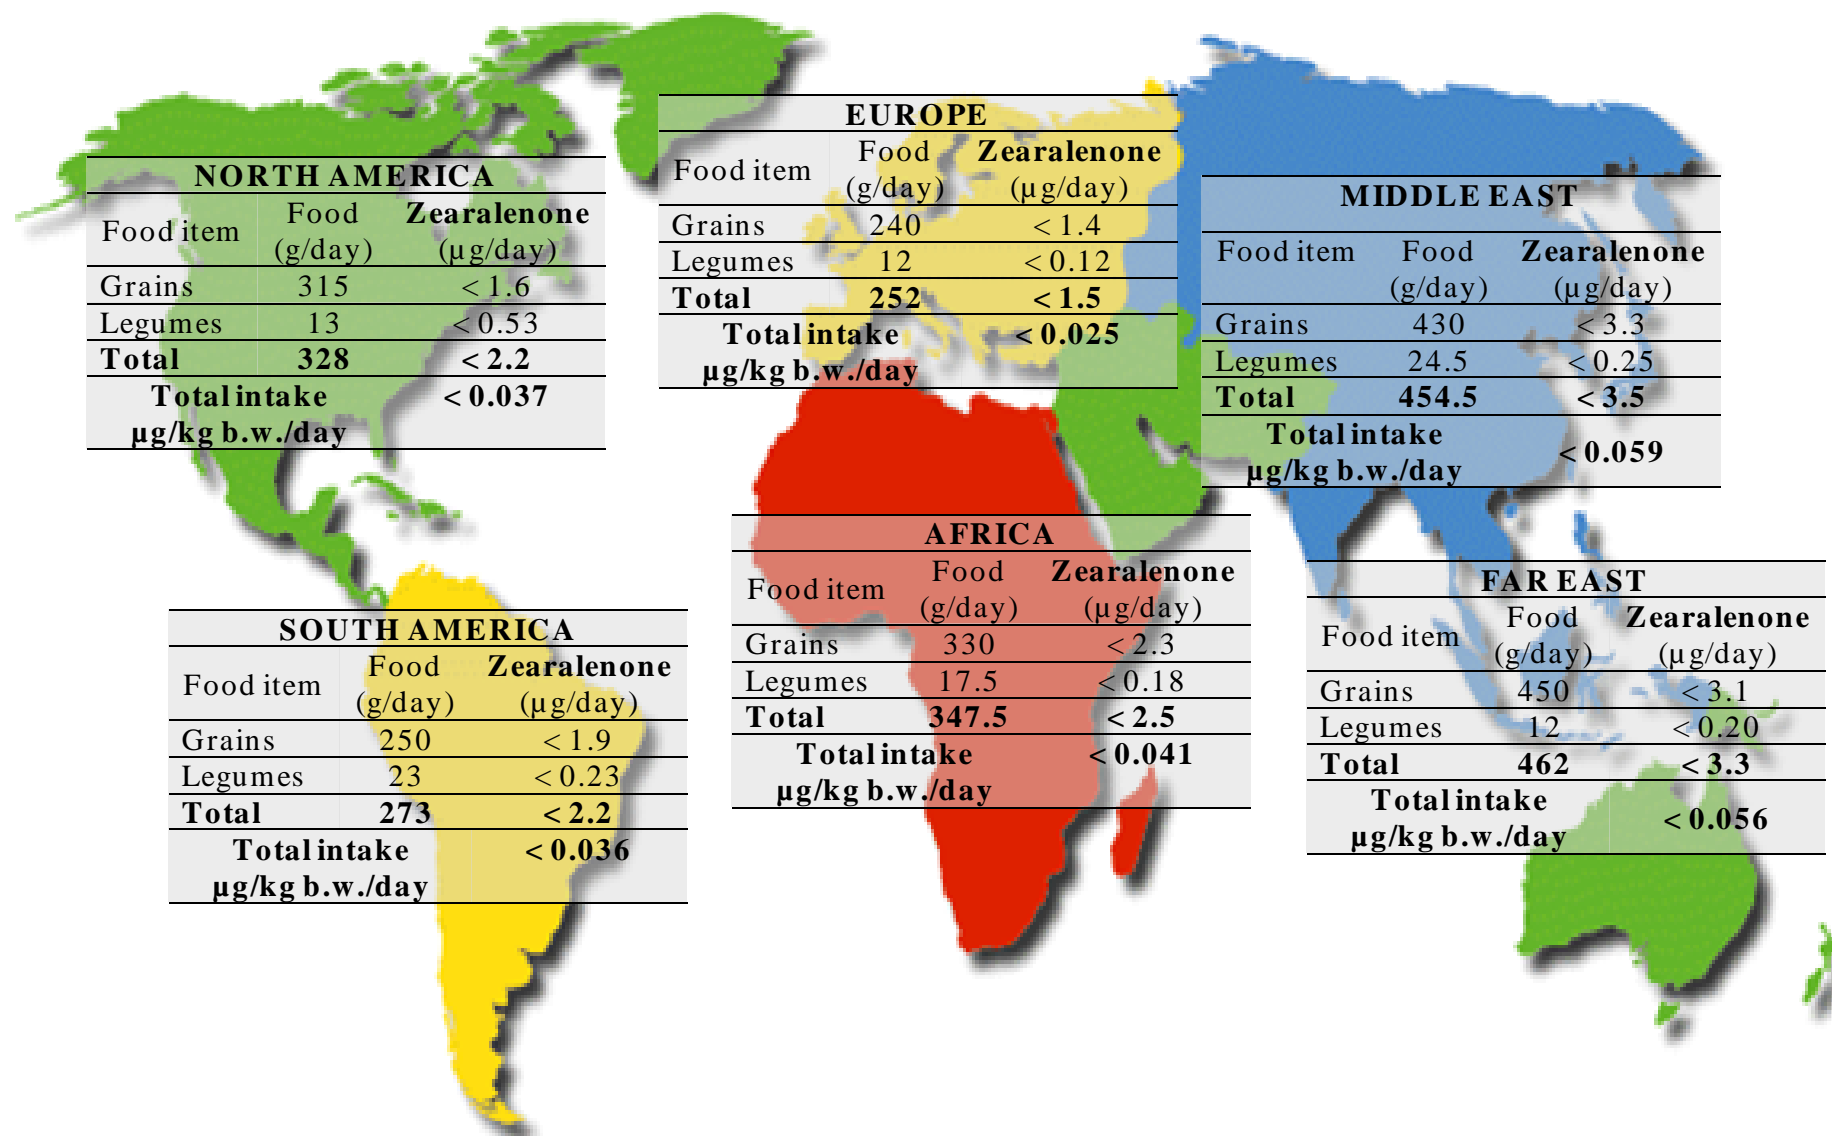 NORTH AMERICA
Food item Food (g/day) Zearalenone (µg/day)
Grains 315 < 1.6
Legumes 13 < 0.53
Total 328 < 2.2
Total intake < 0.037
µg/kg b.w./day
EUROPE
Food item Food (g/day) Zearalenone (µg/day)
Grains 240 < 1.4
Legumes 12 < 0.12
Total 252 < 1.5
Total intake < 0.025
µg/kg b.w./day
MIDDLE EAST
Food item Food (g/day) Zearalenone (µg/day)
Grains 430 < 3.3
Legumes 24.5 < 0.25
Total 454.5 < 3.5
Total intake µg/kg b.w./day < 0.059
SOUTH AMERICA
Food item Food (g/day) Zearalenone (µg/day)
Grains 250 < 1.9
Legumes 23 < 0.23
Total 273 < 2.2
Total intake < 0.036
µg/kg b.w./day
AFRICA
Food item Food (g/day) Zearalenone (µg/day)
Grains 330 < 2.3
Legumes 17.5 < 0.18
Total 347.5 < 2.5
Total intake < 0.041
µg/kg b.w./day
FAR EAST
Food item Food (g/day) Zearalenone (µg/day)
Grains 450 < 3.1
Legumes 12 < 0.20
Total 462 < 3.3
Total intake µg/kg b.w./day < 0.056